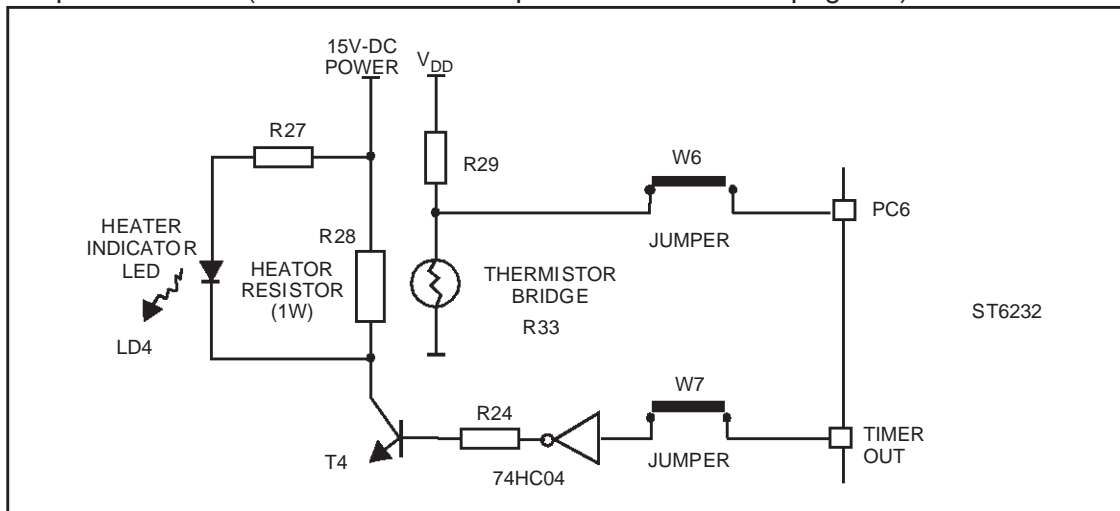 15V-DC
POWER
VDD
R27
R29
W6
PC6
JUMPER
HEATER
INDICATOR
LED
R28
HEATOR
RESISTOR
(1W)
THERMISTOR
BRIDGE
R33
ST6232
LD4
W7
R24
TIMER
OUT
T4
JUMPER
74HC04